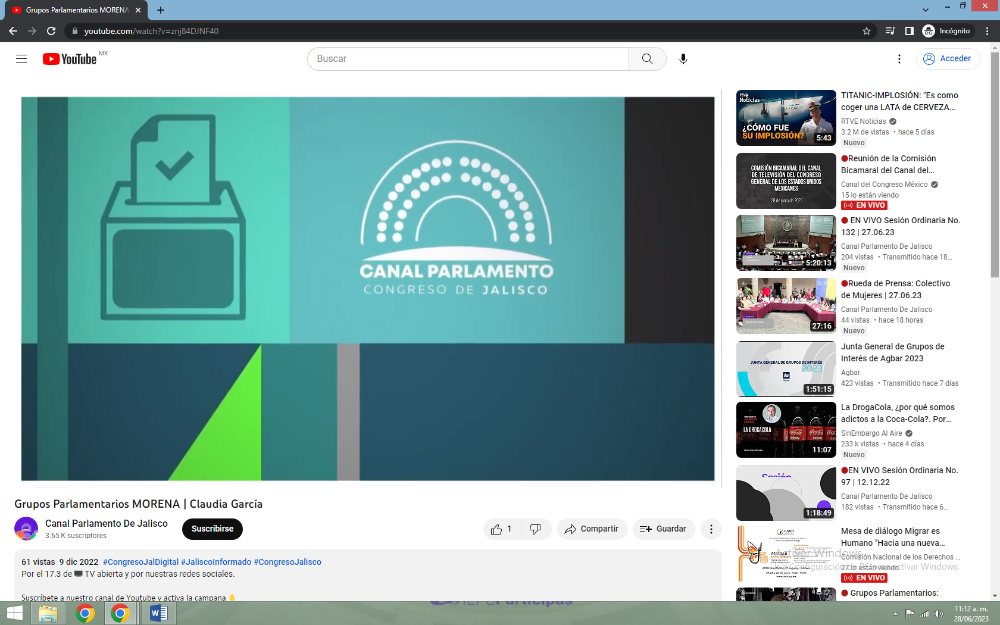 Grupos Parlamentarios MORENA
youtube.com/watch?v=znj84DJNF40
Incógnito
YouTube MX
Buscar
Acceder
CANAL PARLAMENTO
CONGRESO DE JALISCO
Grupos Parlamentarios MORENA | Claudia García
Canal Parlamento De Jalisco
3.65 K suscriptores
Suscribirse
1
Compartir
Guardar
61 vistas 9 dic 2022 #CongresoJalDigital #JaliscoInformado #CongresoJalisco
Por el 17.3 de 🖥️ TV abierta y por nuestras redes sociales.
Suscríbete a nuestro canal de Youtube y activa la campana 🔔
rtve
Noticias
¿CÓMO FUE
SU IMPLOSIÓN?
5:43
TITANIC-IMPLOSIÓN: "Es como
coger una LATA de CERVEZA...
RTVE Noticias
3.2 M de vistas • hace 5 días
Nuevo
COMISIÓN BICAMARAL DEL CANAL
DE TELEVISIÓN DEL CONGRESO
GENERAL DE LOS ESTADOS UNIDOS
MEXICANOS
28 de junio de 2023
🔴Reunión de la Comisión
Bicamaral del Canal del...
Canal del Congreso México
15 lo están viendo
EN VIVO
5:20:13
🔴 EN VIVO Sesión Ordinaria No.
132 | 27.06.23
Canal Parlamento De Jalisco
204 vistas • Transmitido hace 18...
Nuevo
27:16
🔴Rueda de Prensa: Colectivo
de Mujeres | 27.06.23
Canal Parlamento De Jalisco
44 vistas • hace 18 horas
Nuevo
JUNTA GENERAL DE GRUPOS DE INTERÉS
2023
Agbar
1:51:15
Junta General de Grupos de
Interés de Agbar 2023
Agbar
423 vistas • Transmitido hace 7 días
LA DROGACOLA
11:07
La DrogaCola, ¿por qué somos
adictos a la Coca-Cola?. Por...
SinEmbargo Al Aire
233 k vistas • hace 4 días
Nuevo
Sesión
1:18:49
🔴EN VIVO Sesión Ordinaria No.
97 | 12.12.22
Canal Parlamento De Jalisco
182 vistas • Transmitido hace 6...
CNDH
MIGRAR
ES HUMANO
Mesa de diálogo Migrar es
Humano "Hacia una nueva...
Comisión Nacional de los Derechos ...
27 lo están viendo
EN VIVO
Activar Windows
Ir a Configuración de PC para activar Windows.
🔴 Grupos Parlamentarios:
Participas
11:12 a. m.
28/06/2023